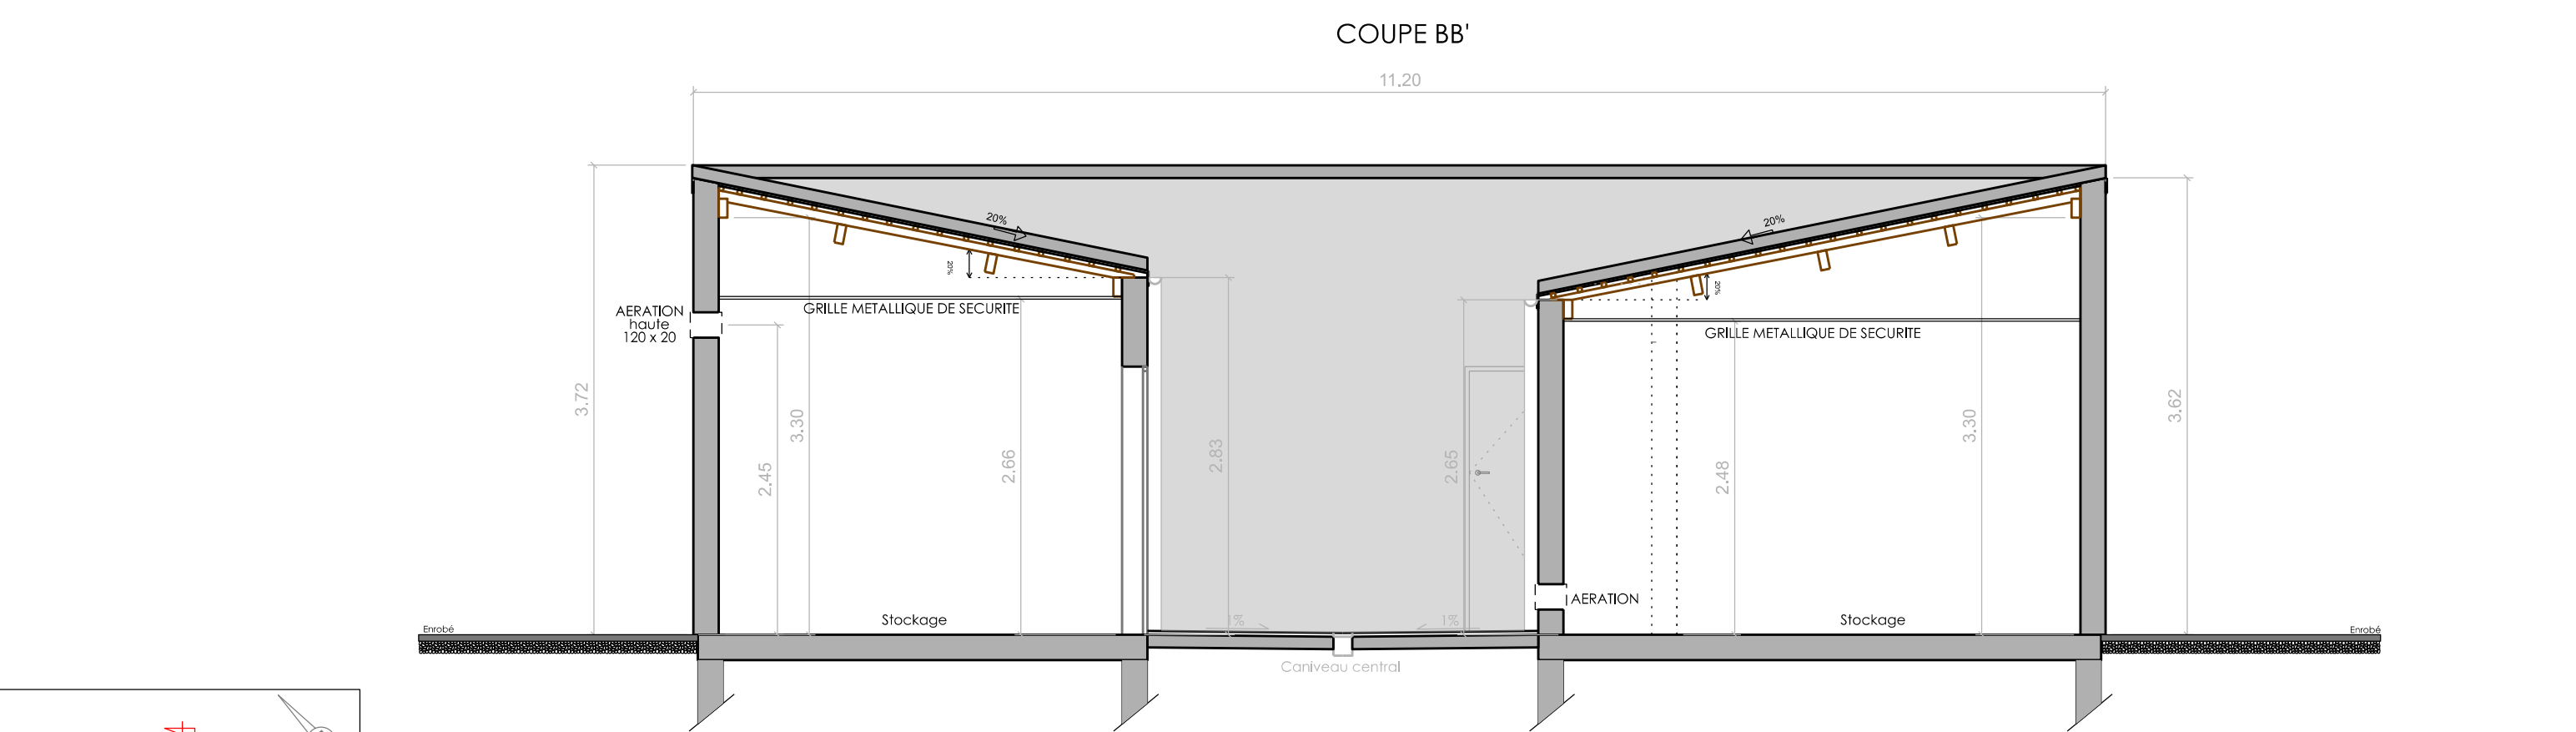 COUPE BB'
11.20
20%
20%
20%
20%
AERATION
haute
120 x 20
GRILLE METALLIQUE DE SECURITE
GRILLE METALLIQUE DE SECURITE
3.72
2.45
3.30
2.66
2.83
2.65
2.48
3.30
3.62
AERATION
Stockage
1%
1%
Stockage
Enrobé
Enrobé
Caniveau central